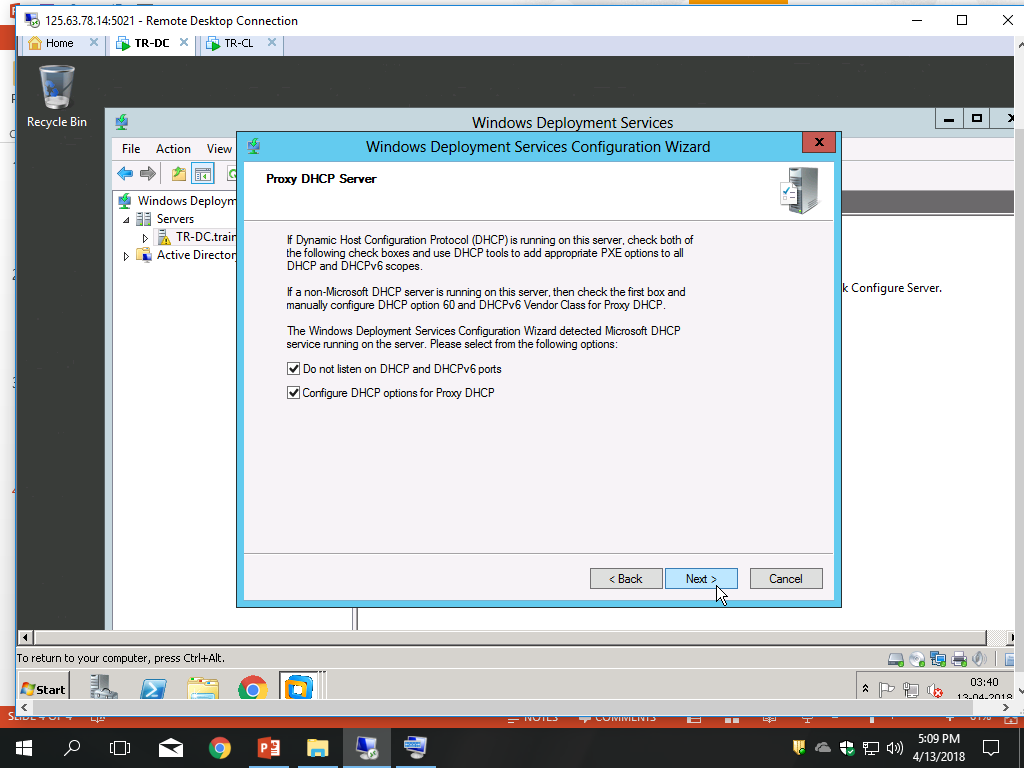 125.63.78.14:5021 - Remote Desktop Connection
Home
TR-DC
TR-CL
Recycle Bin
Windows Deployment Services
File Action View
Windows Deployment Services Configuration Wizard
Proxy DHCP Server
Windows Deploym
Servers
TR-DC.train
Active Directory
If Dynamic Host Configuration Protocol (DHCP) is running on this server, check both of
the following check boxes and use DHCP tools to add appropriate PXE options to all
DHCP and DHCPv6 scopes.
k Configure Server.
If a non-Microsoft DHCP server is running on this server, then check the first box and
manually configure DHCP option 60 and DHCPv6 Vendor Class for Proxy DHCP.
The Windows Deployment Services Configuration Wizard detected Microsoft DHCP
service running on the server. Please select from the following options:
Do not listen on DHCP and DHCPv6 ports
Configure DHCP options for Proxy DHCP
< Back
Next >
Cancel
To return to your computer, press Ctrl+Alt.
Start
03:40
13-04-2018
SLIDE 4 OF 4
NOTES
COMMENTS
81%
5:09 PM
4/13/2018